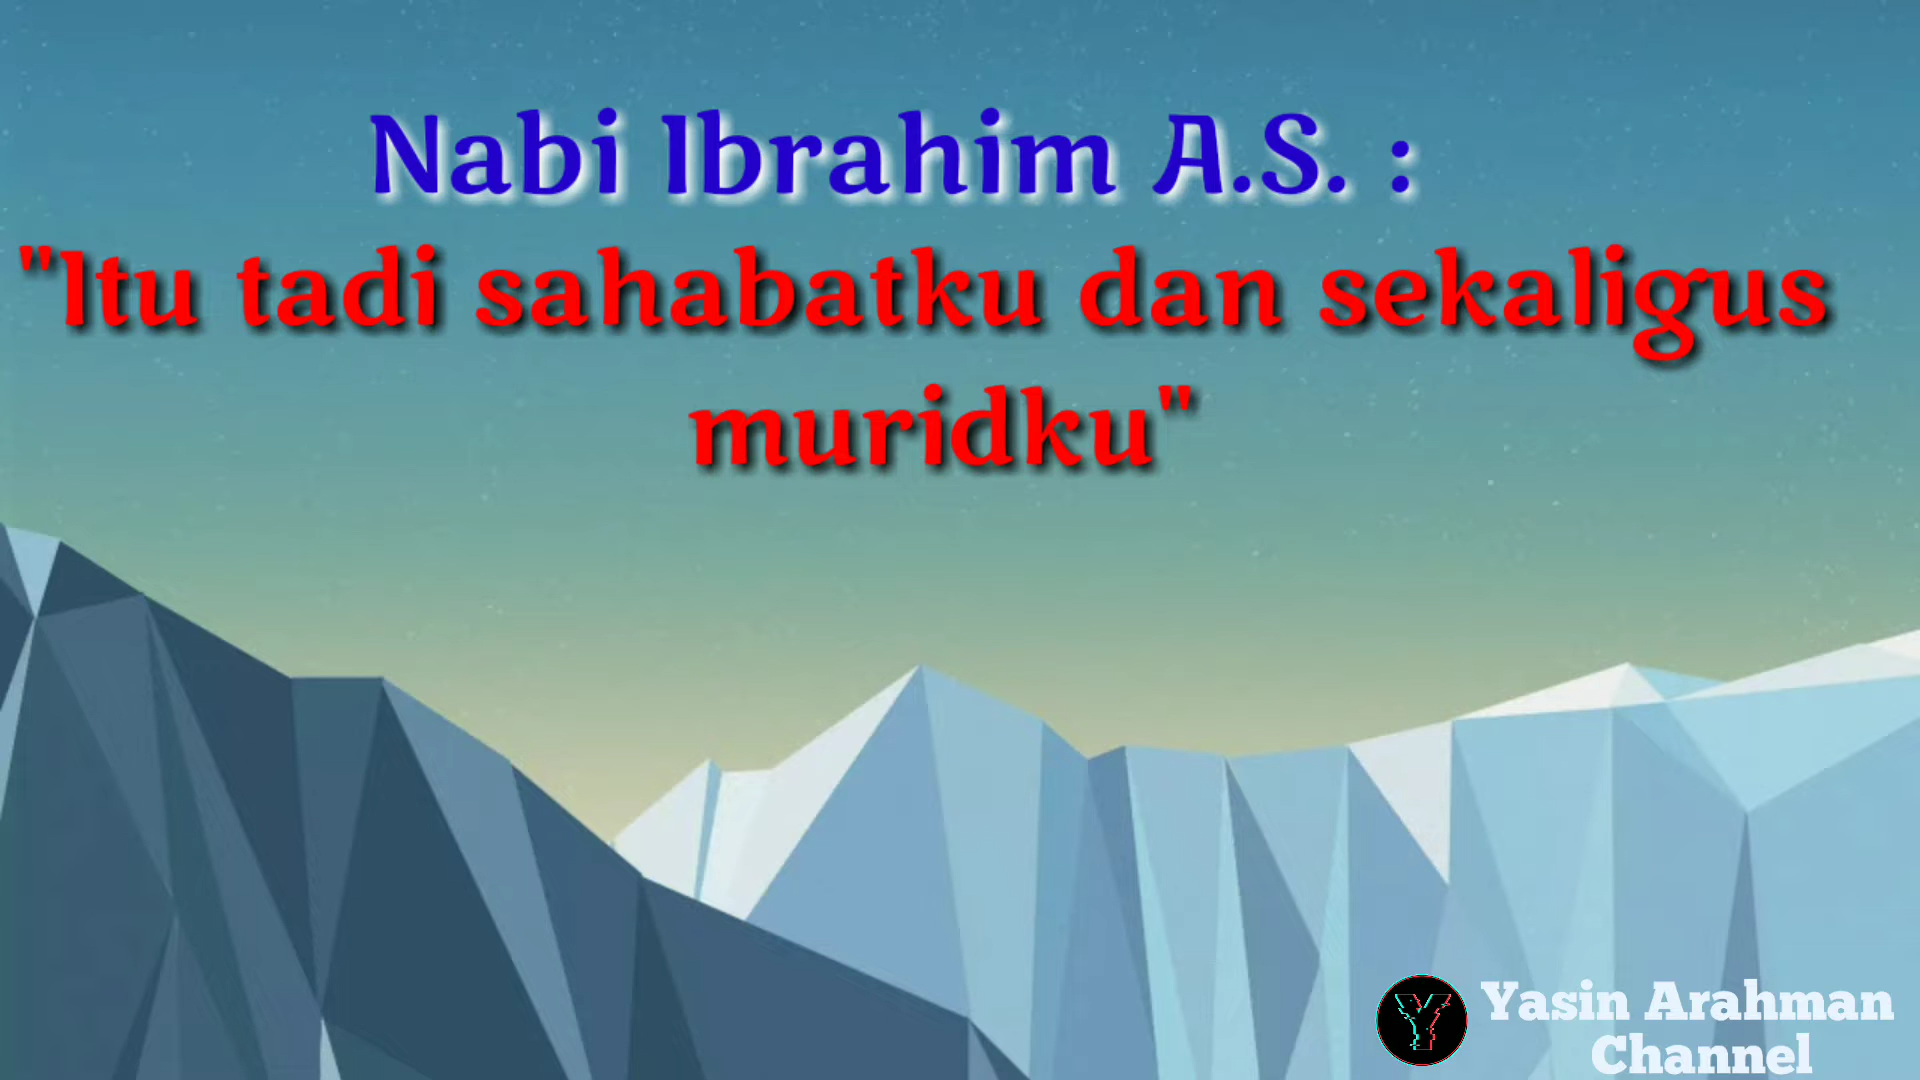 Nabi Ibrahim A.S. :
"Itu tadi sahabatku dan sekaligus
muridku"
Y
Yasin Arahman
Channel